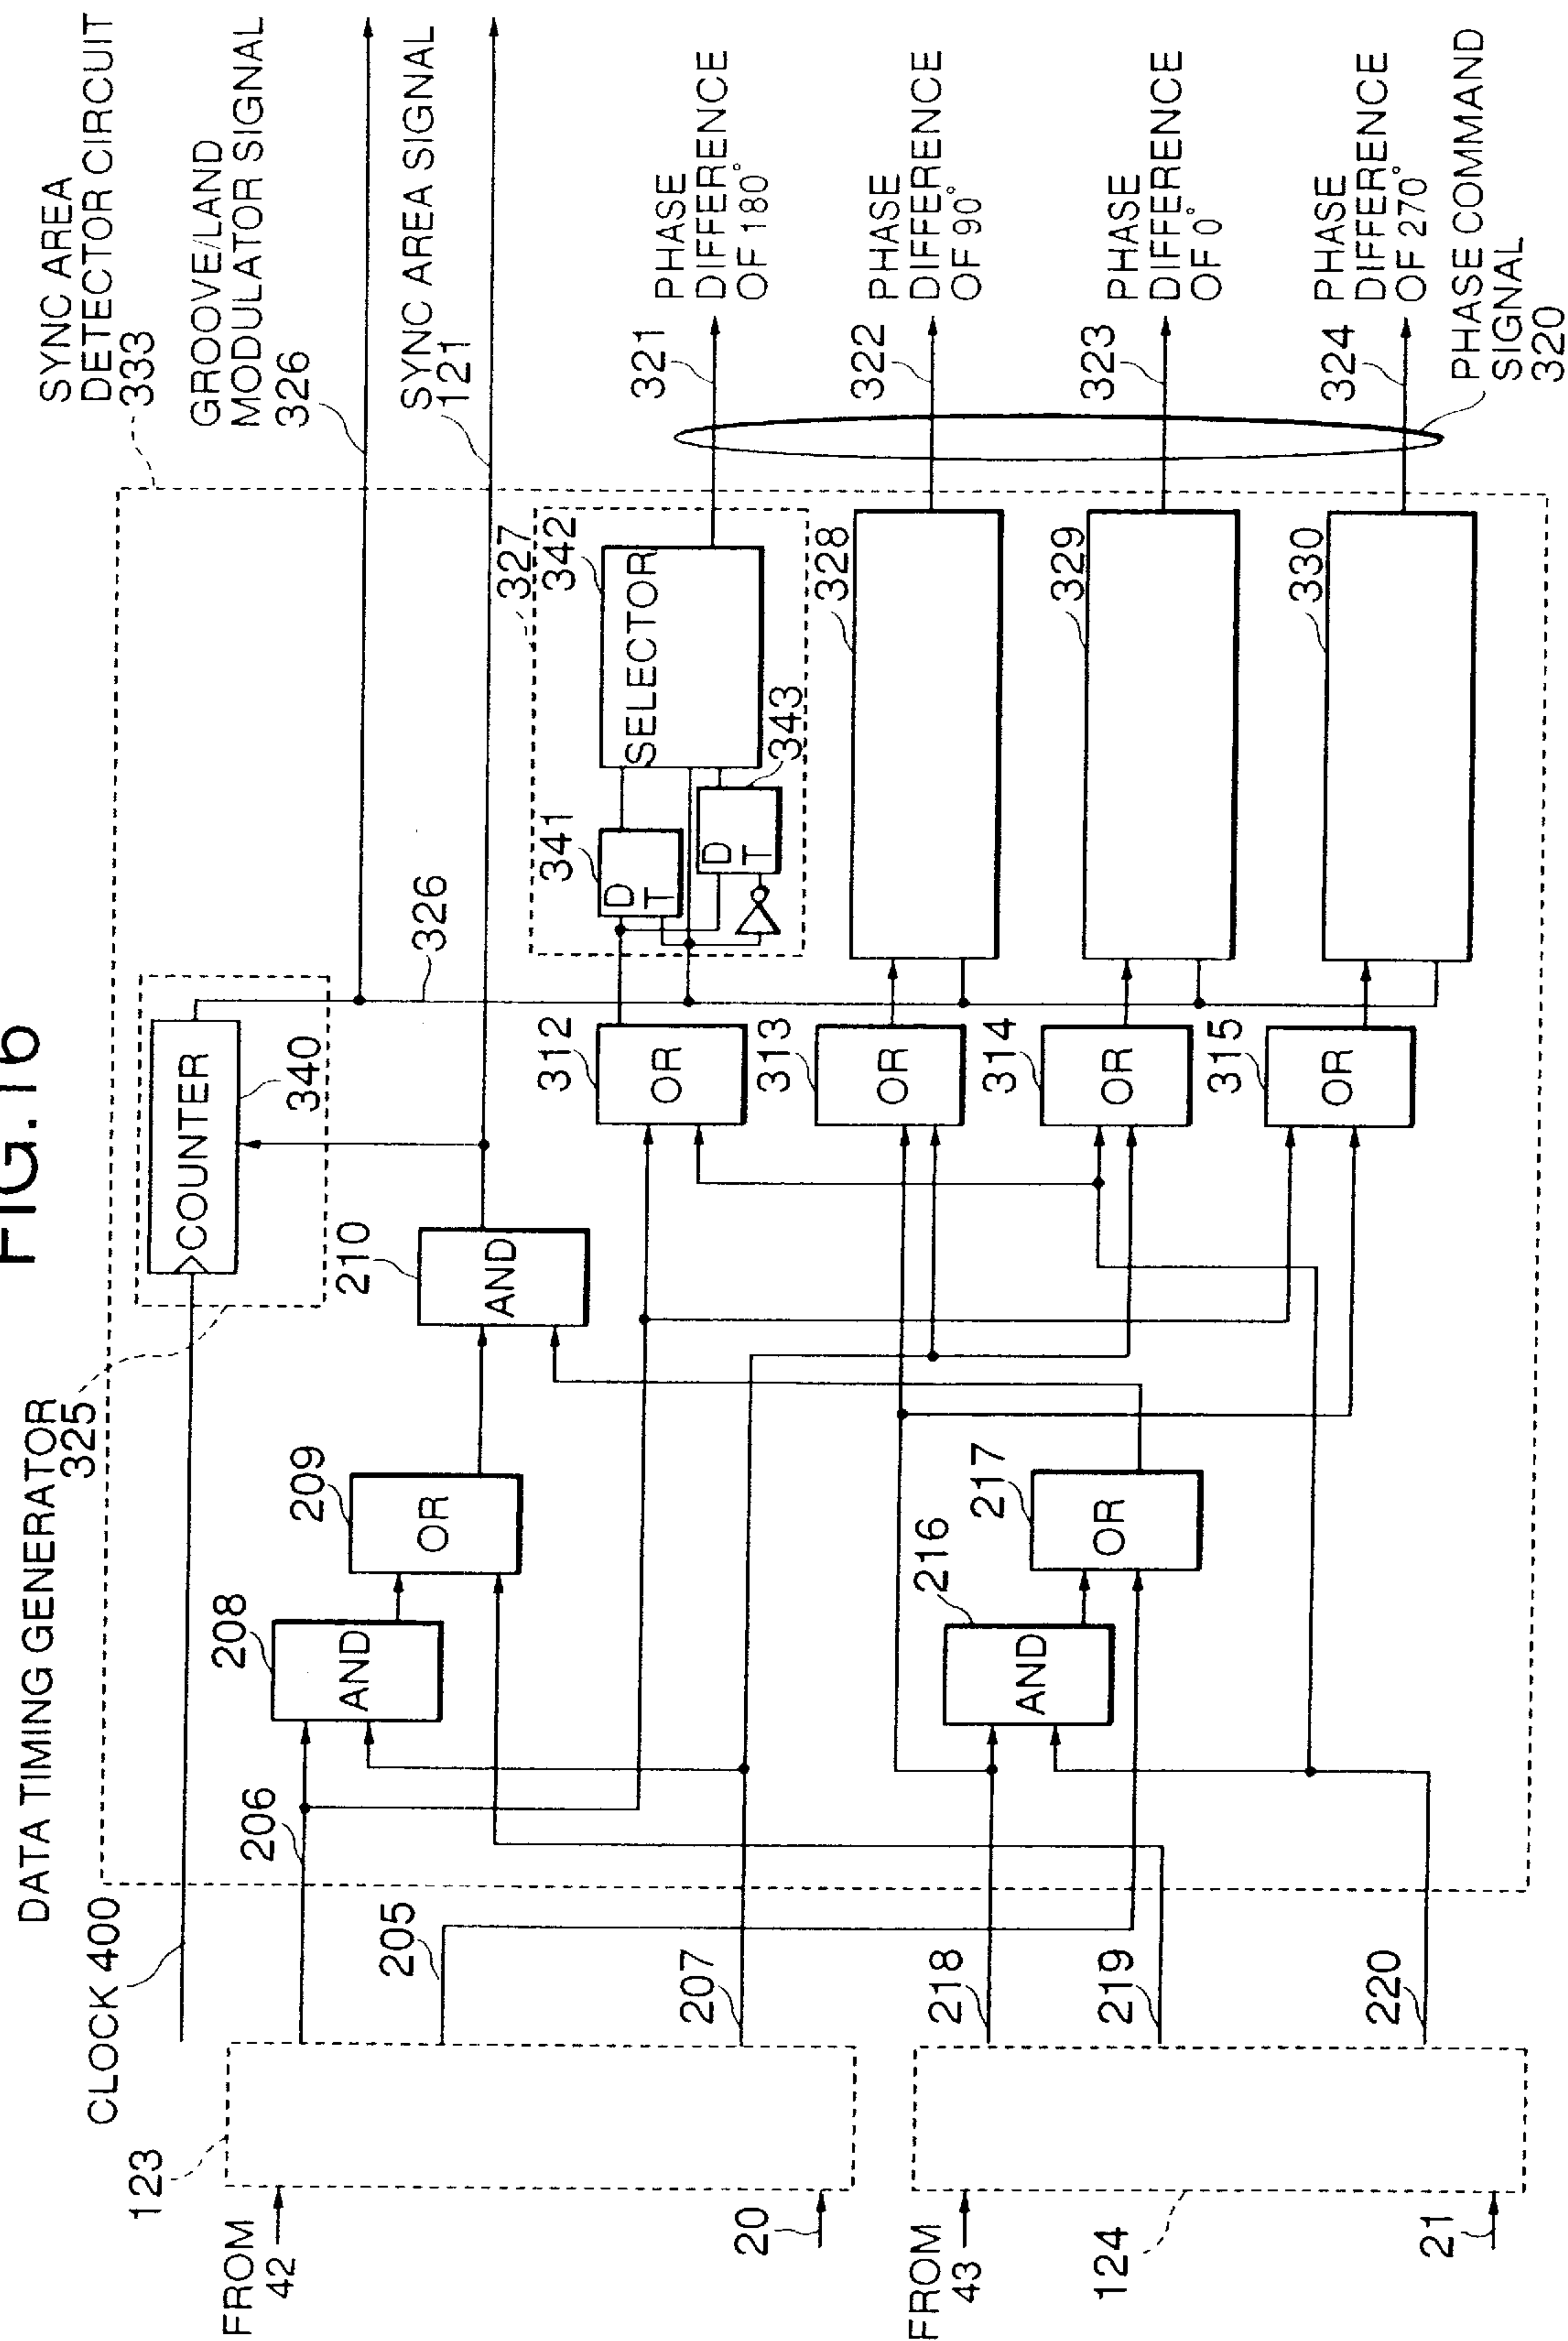 FIG.16
SYNC AREA
DETECTOR CIRCUIT
333
GROOVE/LAND
MODULATOR SIGNAL
326
SYNC AREA SIGNAL
121
DATA TIMING GENERATOR
325
CLOCK 400
COUNTER
340
326
210
AND
209
OR
208
AND
206
205
207
123
FROM
42
20
327
342
SELECTOR
341
D
T
343
D
T
321
PHASE
DIFFERENCE
OF 180°
312
OR
313
OR
328
322
PHASE
DIFFERENCE
OF 90°
314
OR
329
323
PHASE
DIFFERENCE
OF 0°
315
OR
330
324
PHASE
DIFFERENCE
OF 270°
PHASE COMMAND
SIGNAL
320
216
AND
217
OR
218
219
220
FROM
43
124
21